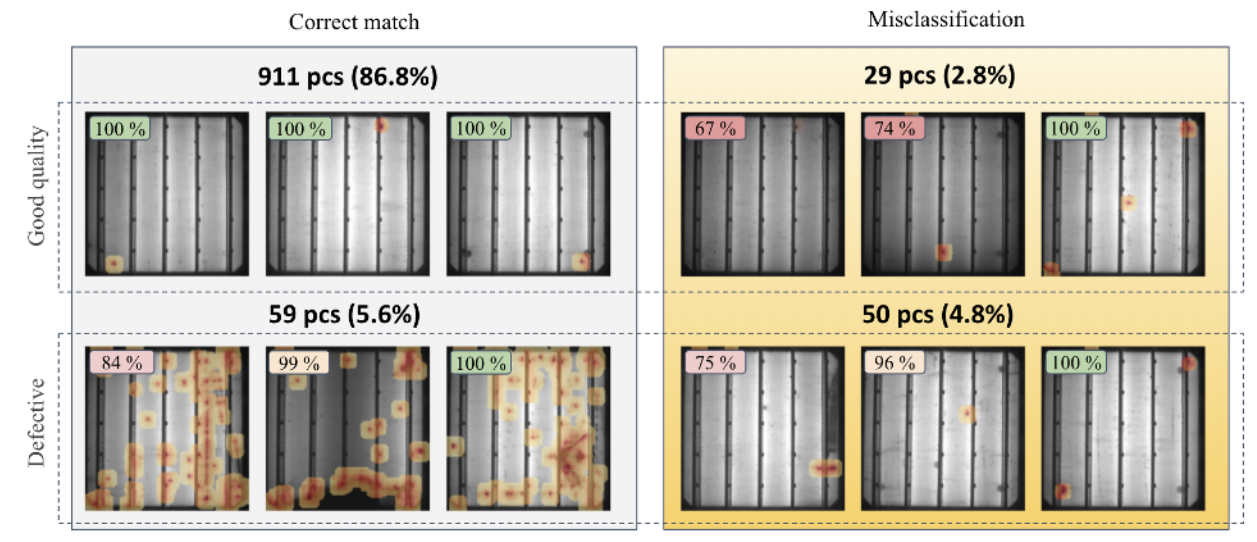 Correct match
Misclassification
911 pcs (86.8%)
29 pcs (2.8%)
Good quality
100 %
100 %
100 %
67 %
74 %
100 %
59 pcs (5.6%)
50 pcs (4.8%)
Defective
84 %
99 %
100 %
75 %
96 %
100 %